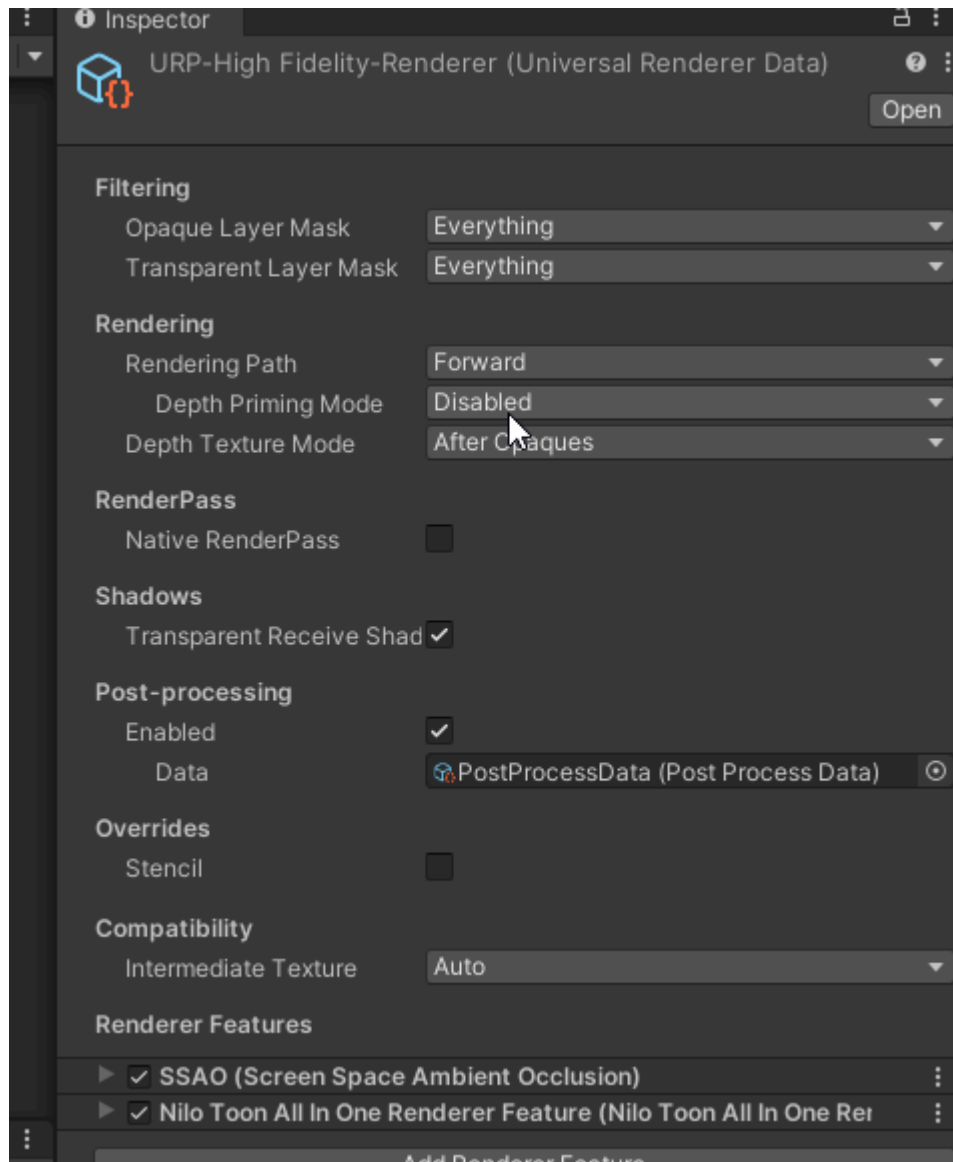 Inspector
URP-High Fidelity-Renderer (Universal Renderer Data)
Open
Filtering
Opaque Layer Mask Everything
Transparent Layer Mask Everything
Rendering
Rendering Path Forward
Depth Priming Mode Disabled
Depth Texture Mode After Opaques
RenderPass
Native RenderPass
Shadows
Transparent Receive Shad
Post-processing
Enabled
Data PostProcessData (Post Process Data)
Overrides
Stencil
Compatibility
Intermediate Texture Auto
Renderer Features
SSAO (Screen Space Ambient Occlusion)
Nilo Toon All In One Renderer Feature (Nilo Toon All In One Rer
Add Renderer Feature